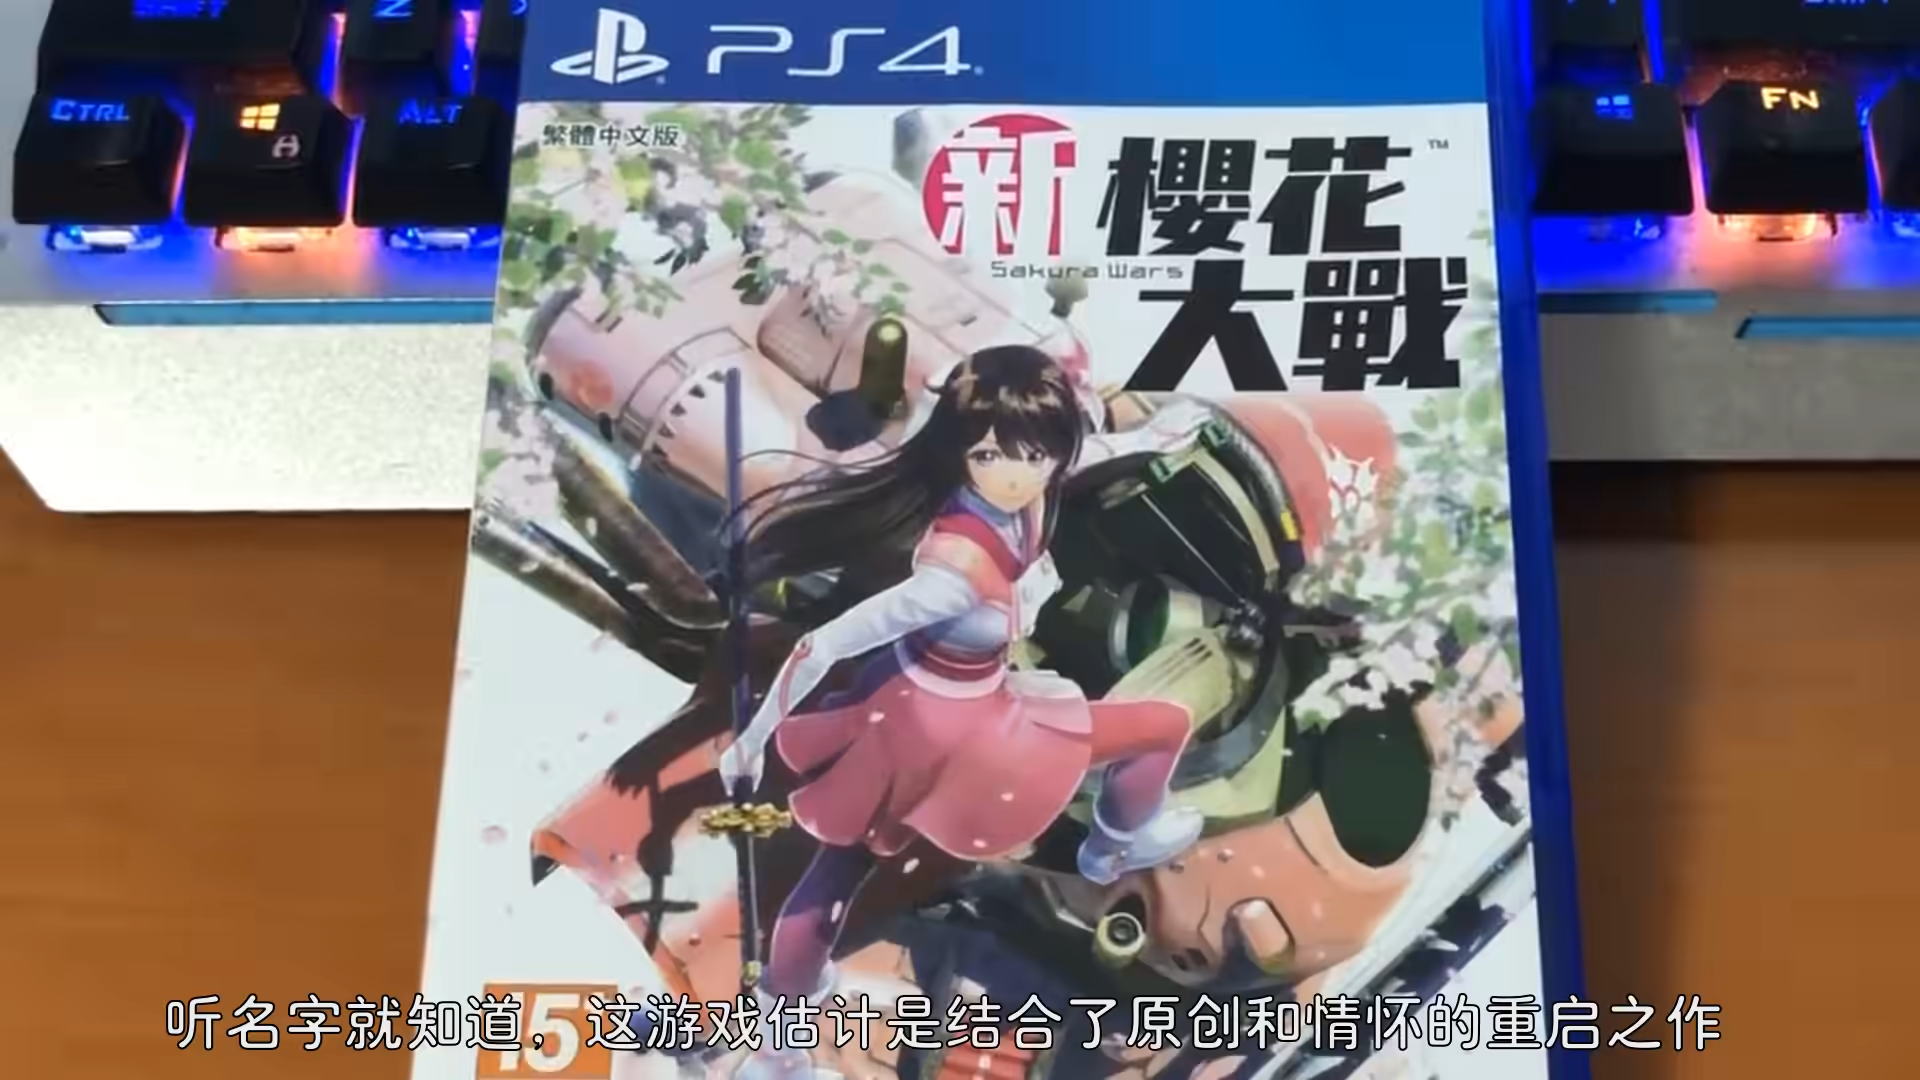 SHIFT
Z
PS4
CTRL
ALT
FN
繁體中文版
新櫻花
™
Sakura Wars
大戰
15
听名字就知道，这游戏估计是结合了原创和情怀的重启之作